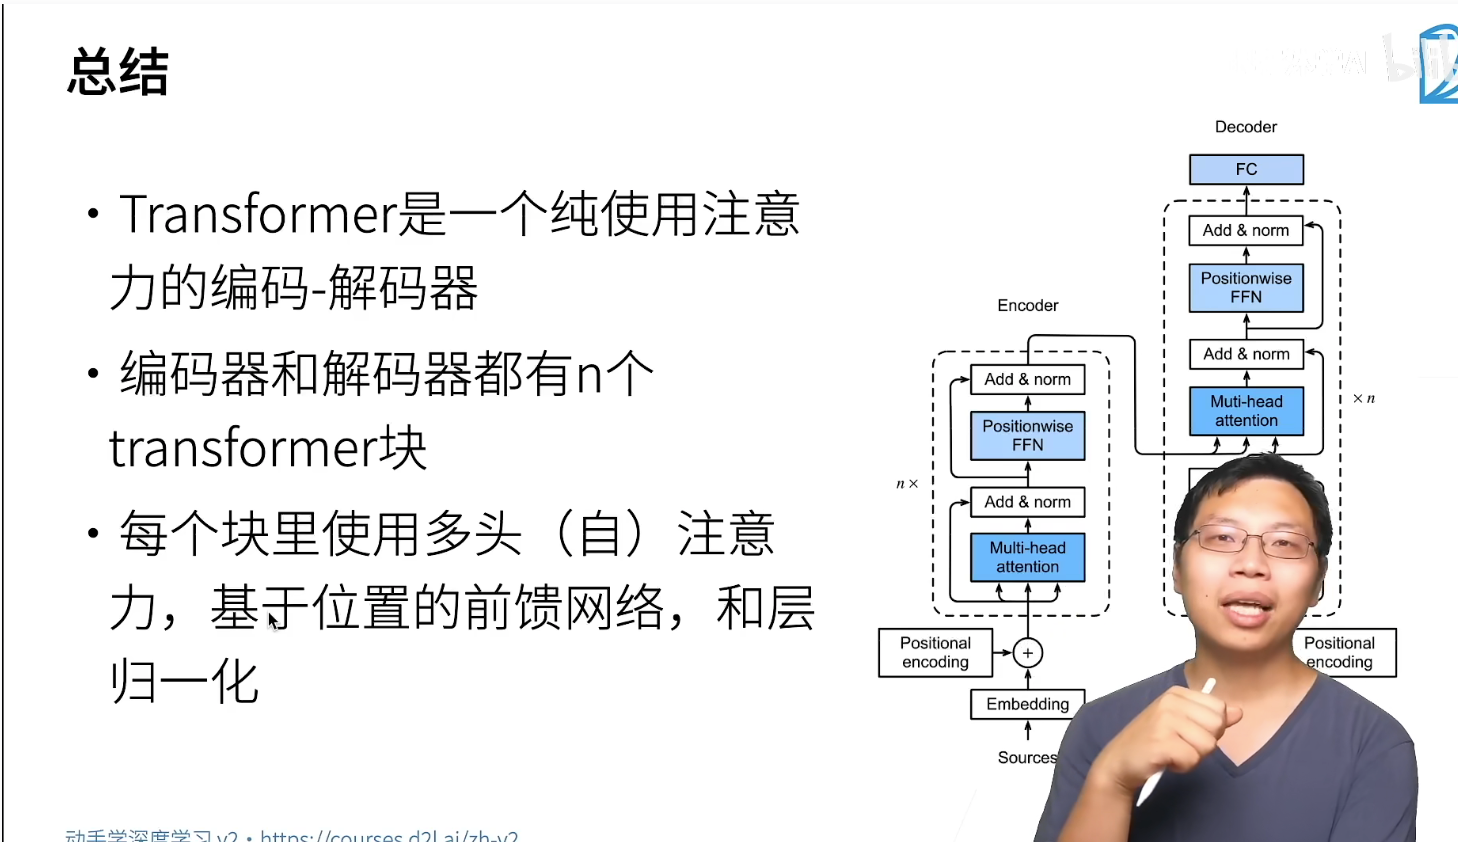 总结
• Transformer是一个纯使用注意
力的编码-解码器
• 编码器和解码器都有n个
transformer块
• 每个块里使用多头（自）注意
力，基于位置的前馈网络，和层
归一化
动手学深度学习 v2 • https://courses.d2l.ai/zh-v2
Encoder
Add & norm
Positionwise
FFN
n ×
Add & norm
Multi-head
attention
Positional
encoding
+
Embedding
Sources
Decoder
FC
Add & norm
Positionwise
FFN
Add & norm
Muti-head
attention
× n
Positional
encoding
bili